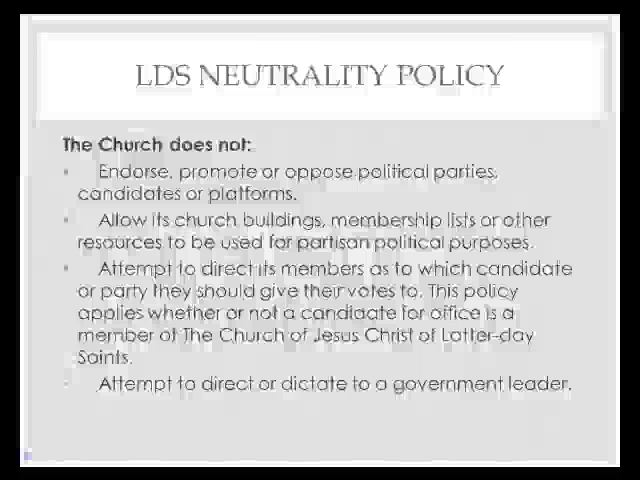 LDS NEUTRALITY POLICY
The Church does not:
• Endorse, promote or oppose political parties,
candidates or platforms.
• Allow its church buildings, membership lists or other
resources to be used for partisan political purposes.
• Attempt to direct its members as to which candidate
or party they should give their votes to. This policy
applies whether or not a candidate for office is a
member of The Church of Jesus Christ of Latter-day
Saints.
• Attempt to direct or dictate to a government leader.